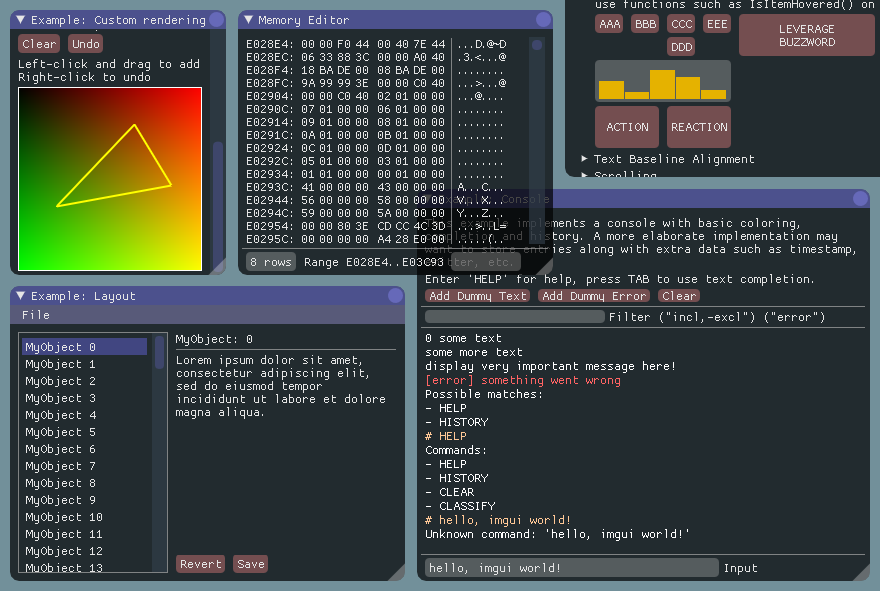 Example: Custom rendering
Clear Undo
Left-click and drag to add
Right-click to undo
Memory Editor
E028E4: 00 00 F0 44 00 40 7E 44 ...D.@~D
E028EC: 06 33 88 3C 00 00 A0 40 .3.<...@
E028F4: 18 BA DE 00 08 BA DE 00 ........
E028FC: 9A 99 99 3E 00 00 C0 40 ...>...@
E02904: 00 00 C0 40 02 01 00 00 ...@....
E0290C: 07 01 00 00 06 01 00 00 ........
E02914: 09 01 00 00 08 01 00 00 ........
E0291C: 0A 01 00 00 0B 01 00 00 ........
E02924: 0C 01 00 00 0D 01 00 00 ........
E0292C: 05 01 00 00 03 01 00 00 ........
E02934: 01 01 00 00 00 01 00 00 ........
E0293C: 41 00 00 00 43 00 00 00 A...C...
E02944: 56 00 00 00 58 00 00 00 V...X...
E0294C: 59 00 00 00 5A 00 00 00 Y...Z...
E02954: 00 00 80 3E CD CC 4C 3D ...>..L=
E0295C: 00 00 00 00 A4 28 E0 00 .....(..
8 rows Range E028E4..E03C93
use functions such as IsItemHovered() on
AAA BBB CCC EEE
DDD
LEVERAGE
BUZZWORD
ACTION REACTION
Text Baseline Alignment
Scrolling
Example: Console
This example implements a console with basic coloring,
completion and history. A more elaborate implementation may
want to store entries along with extra data such as timestamp,
emitter, etc.
Enter 'HELP' for help, press TAB to use text completion.
Add Dummy Text Add Dummy Error Clear
Filter ("incl,-excl") ("error")
0 some text
some more text
display very important message here!
[error] something went wrong
Possible matches:
- HELP
- HISTORY
# HELP
Commands:
- HELP
- HISTORY
- CLEAR
- CLASSIFY
# hello, imgui world!
Unknown command: 'hello, imgui world!'
hello, imgui world! Input
Example: Layout
File
MyObject 0
MyObject 1
MyObject 2
MyObject 3
MyObject 4
MyObject 5
MyObject 6
MyObject 7
MyObject 8
MyObject 9
MyObject 10
MyObject 11
MyObject 12
MyObject 13
MyObject: 0
Lorem ipsum dolor sit amet,
consectetur adipiscing elit,
sed do eiusmod tempor
incididunt ut labore et dolore
magna aliqua.
Revert Save